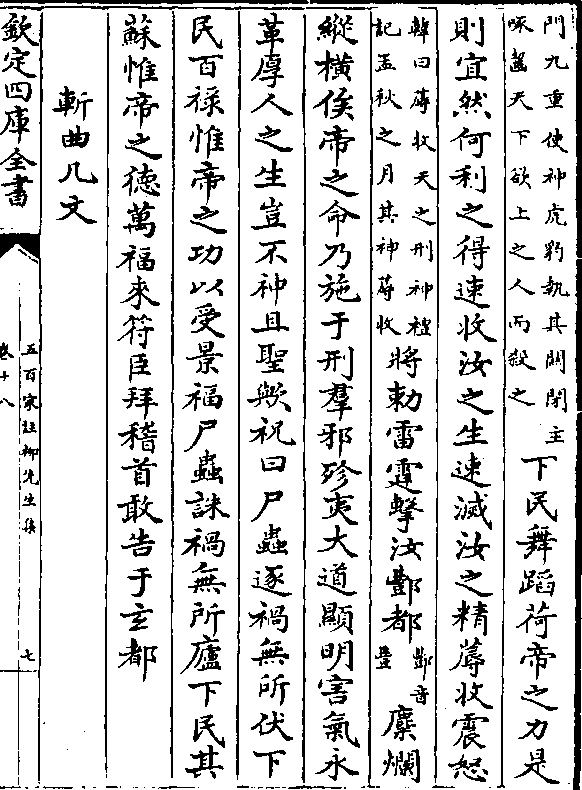 門九重使神虎豹執其關閉主
啄齧天下欲上之人而殺之
下民舞蹈荷帝之力是
則宜然何利之得速收汝之生速滅汝之精蓐收震怒
韓曰蓐收天之刑神禮
記孟秋之月其神蓐收
將勅雷霆擊汝酆都
酆音
豐
糜爛
縱橫俟帝之命乃施于刑羣邪殄夷大道顯明害氣永
革厚人之生豈不神且聖歟祝曰尸蟲逐禍無所伏下
民百祿惟帝之功以受景福尸蟲誅禍無所廬下民其
蘇惟帝之德萬福來符臣拜稽首敢告于玄都
斬曲几文
欽定四庫全書
五百家註柳先生集
卷十八
七